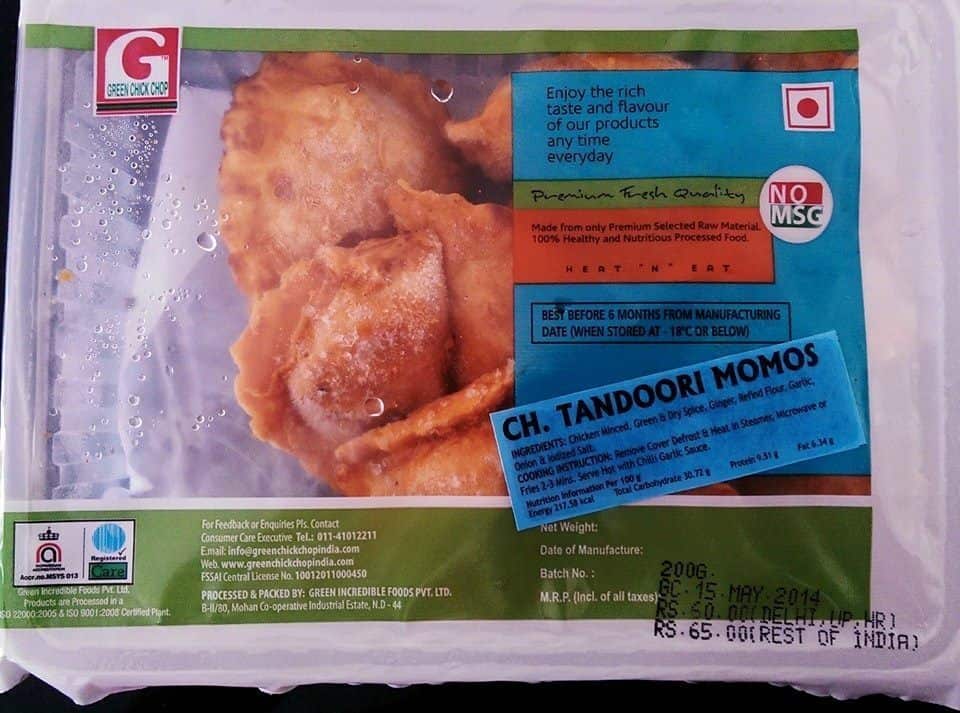 G
GREEN CHICK CHOP
Enjoy the rich
taste and flavour
of our products
any time
everyday
Premium Fresh Quality
NO
MSG
Made from only Premium Selected Raw Material.
100% Healthy and Nutritious Processed Food.
HEAT "N" EAT
BEST BEFORE 6 MONTHS FROM MANUFACTURING
DATE (WHEN STORED AT - 18°C OR BELOW)
CH. TANDOORI MOMOS
INGREDIENTS: Chicken Minced, Green & Dry Spice, Ginger, Refind Flour, Garlic,
Onion & Iodized Salt.
COOKING INSTRUCTION: Remove Cover Defrost & Heat in Steamer, Microwave or
Fries 2-3 Mins. Serve Hot with Chilli Garlic Sauce.
Nutrition Information Per 100 g
Energy 217.58 kcal Total Carbohydrate 30.72 g Protein 9.51 g Fat 6.34 g
Accr.no.MSYS 013
Registered
Care
Green Incredible Foods Pvt. Ltd.
Products are Processed in a
ISO 22000:2005 & ISO 9001:2008 Certified Plant.
For Feedback or Enquiries Pls. Contact
Consumer Care Executive Tel.: 011-41012211
E.mail: info@greenchickchopindia.com
Web. www.greenchickchopindia.com
FSSAI Central License No. 10012011000450
PROCESSED & PACKED BY: GREEN INCREDIBLE FOODS PVT. LTD.
B-II/80, Mohan Co-operative Industrial Estate, N.D - 44
Net Weight:
Date of Manufacture:
Batch No. :
M.R.P. (Incl. of all taxes)
200G.
GC.15.MAY.2014
RS.60.00(DELHI,UP,HR)
RS.65.00(REST OF INDIA)